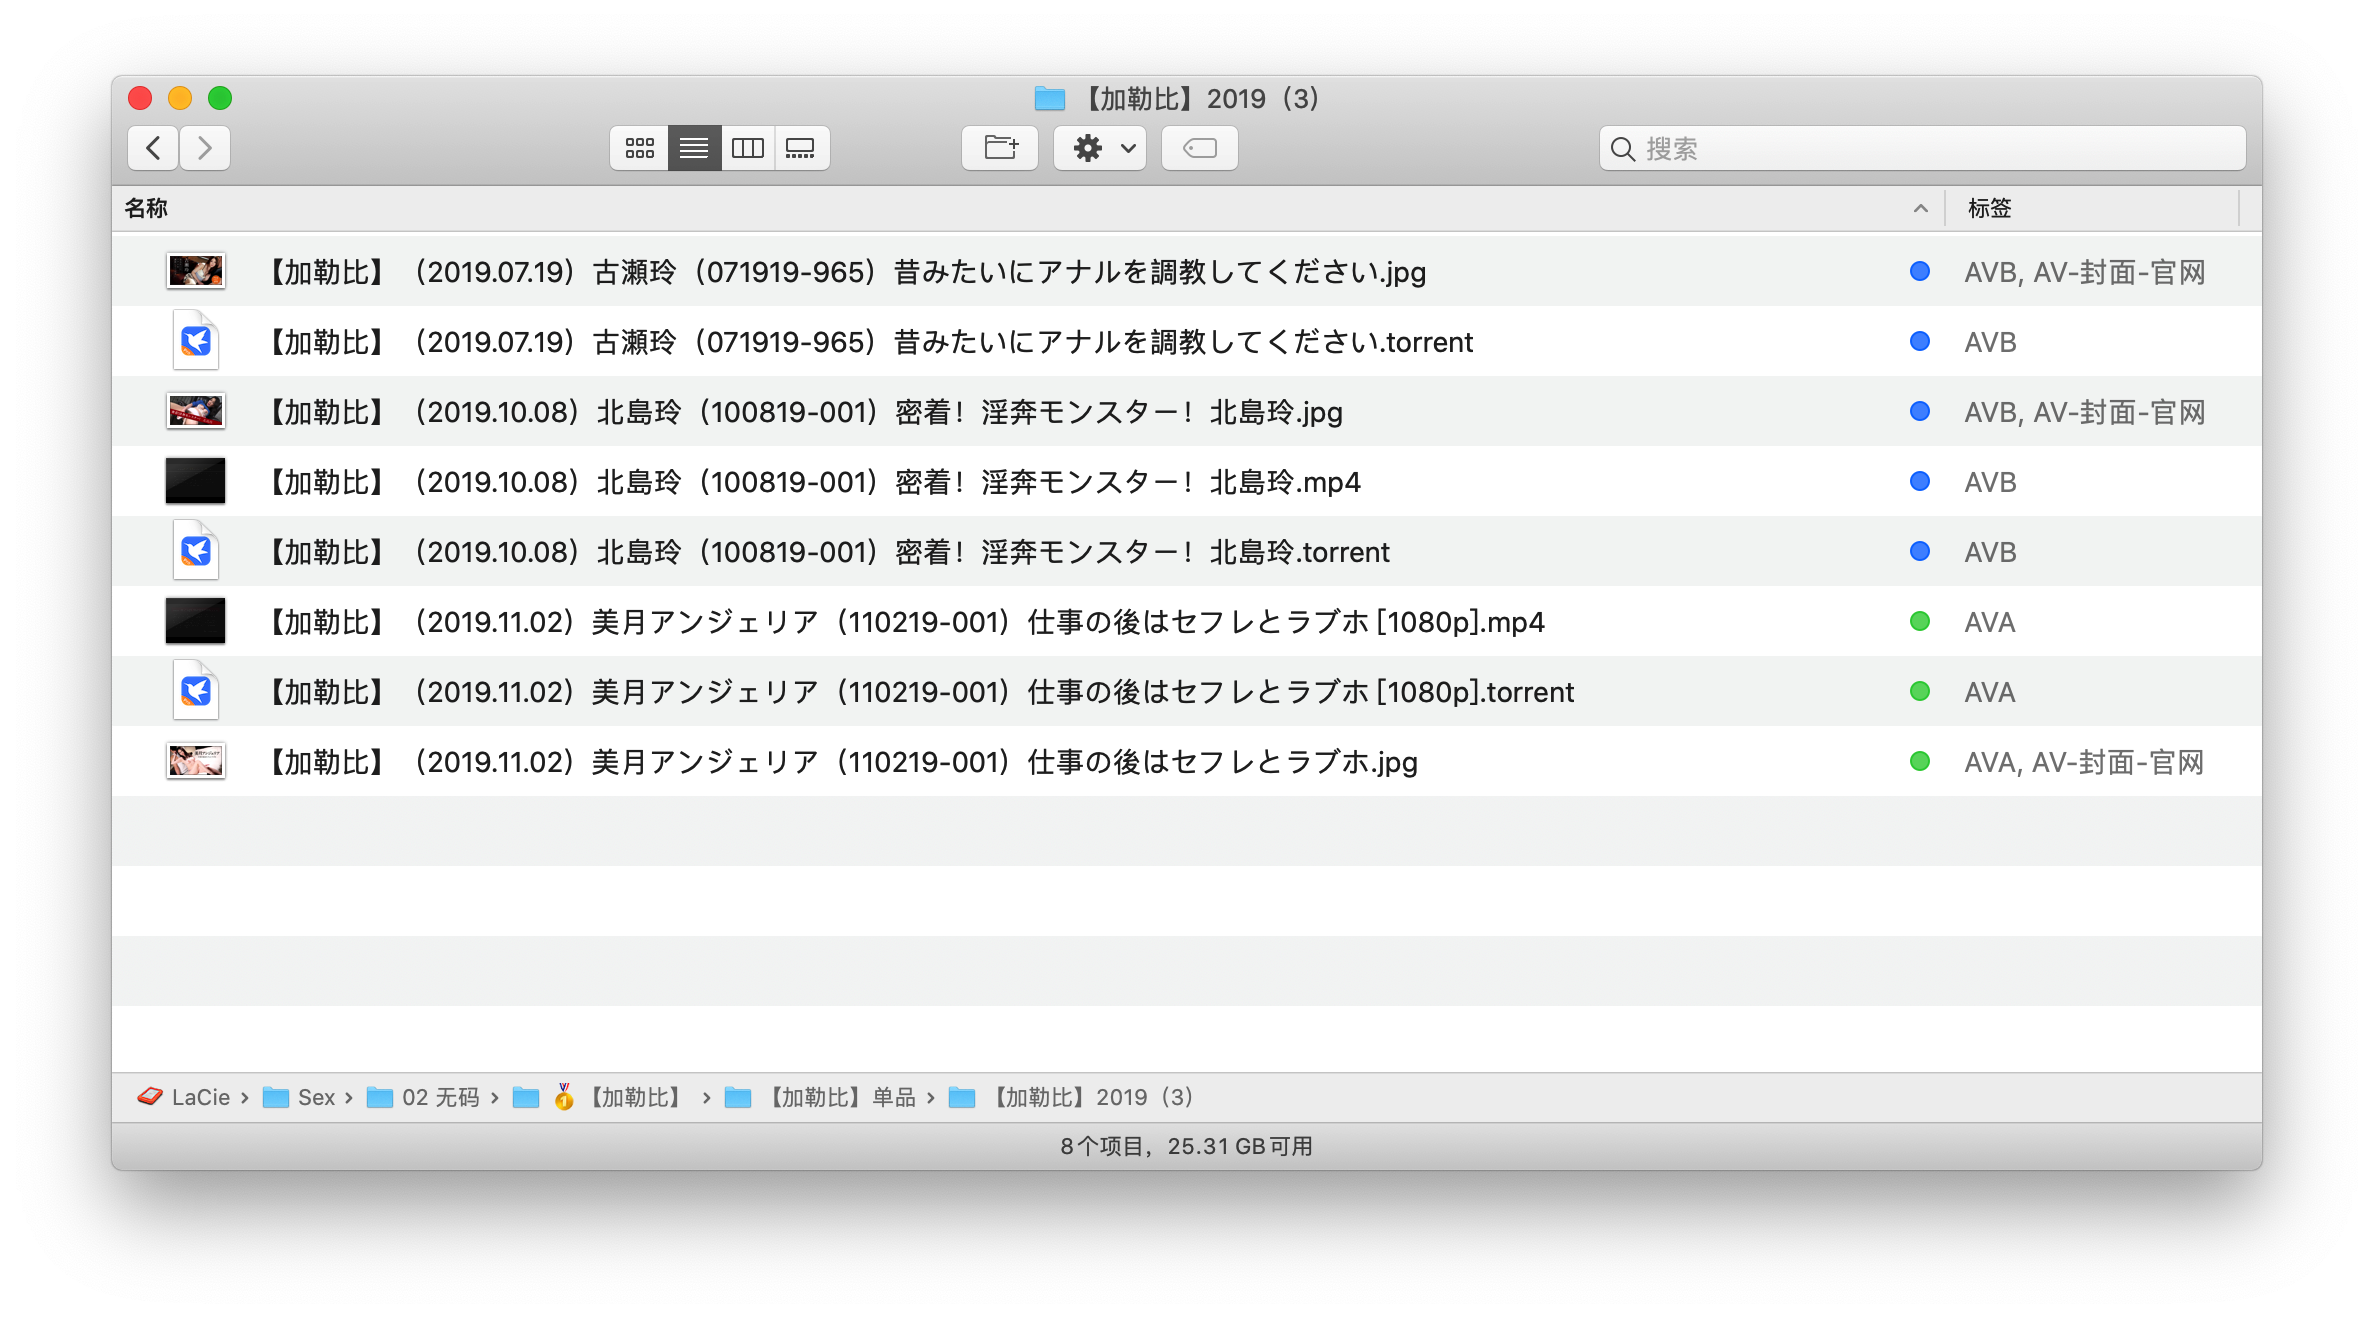 【加勒比】2019（3）
搜索
名称 标签
【加勒比】（2019.07.19）古瀬玲（071919-965）昔みたいにアナルを調教してください.jpg AVB, AV-封面-官网
【加勒比】（2019.07.19）古瀬玲（071919-965）昔みたいにアナルを調教してください.torrent AVB
【加勒比】（2019.10.08）北島玲（100819-001）密着！淫奔モンスター！北島玲.jpg AVB, AV-封面-官网
【加勒比】（2019.10.08）北島玲（100819-001）密着！淫奔モンスター！北島玲.mp4 AVB
【加勒比】（2019.10.08）北島玲（100819-001）密着！淫奔モンスター！北島玲.torrent AVB
【加勒比】（2019.11.02）美月アンジェリア（110219-001）仕事の後はセフレとラブホ [1080p].mp4 AVA
【加勒比】（2019.11.02）美月アンジェリア（110219-001）仕事の後はセフレとラブホ [1080p].torrent AVA
【加勒比】（2019.11.02）美月アンジェリア（110219-001）仕事の後はセフレとラブホ.jpg AVA, AV-封面-官网
LaCie › Sex › 02 无码 › 🥇【加勒比】 › 【加勒比】单品 › 【加勒比】2019（3）
8个项目，25.31 GB可用